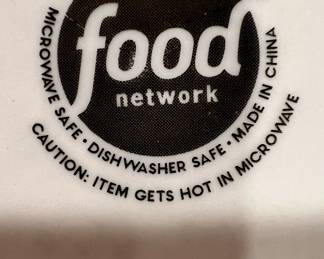 food
network
MICROWAVE SAFE • DISHWASHER SAFE • MADE IN CHINA
CAUTION: ITEM GETS HOT IN MICROWAVE